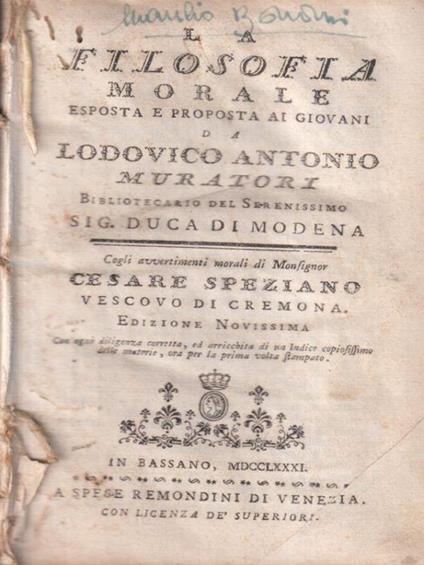 LA
FILOSOFIA
MORALE
ESPOSTA E PROPOSTA AI GIOVANI
DA
LODOVICO ANTONIO
MURATORI
BIBLIOTECARIO DEL SERENISSIMO
SIG. DUCA DI MODENA
Cogli avvertimenti morali di Monsignor
CESARE SPEZIANO
VESCOVO DI CREMONA.
EDIZIONE NOVISSIMA
Con ogni diligenza corretta, ed arricchita di un Indice copiosissimo
delle materie, ora per la prima volta stampato.
IN BASSANO, MDCCLXXXI.
A SPESE REMONDINI DI VENEZIA.
CON LICENZA DE' SUPERIORI.